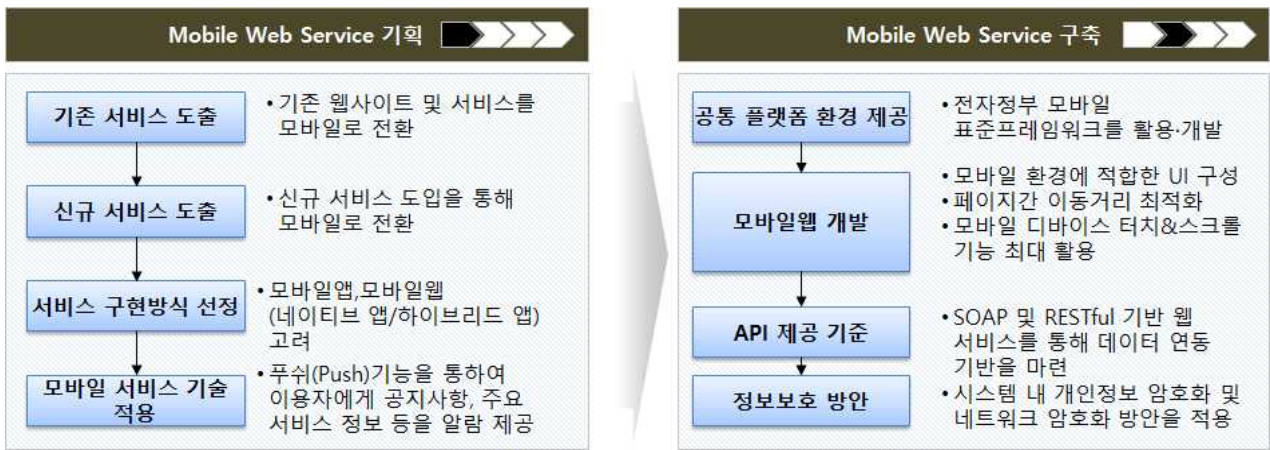 Mobile Web Service 기획
기존 서비스 도출
• 기존 웹사이트 및 서비스를
모바일로 전환
신규 서비스 도출
• 신규 서비스 도입을 통해
모바일로 전환
서비스 구현방식 선정
• 모바일앱,모바일웹
(네이티브 앱/하이브리드 앱)
고려
모바일 서비스 기술
적용
• 푸쉬(Push)기능을 통하여
이용자에게 공지사항, 주요
서비스 정보 등을 알람 제공
Mobile Web Service 구축
공통 플랫폼 환경 제공
• 전자정부 모바일
표준프레임워크를 활용·개발
모바일웹 개발
• 모바일 환경에 적합한 UI 구성
• 페이지간 이동거리 최적화
• 모바일 디바이스 터치&스크롤
기능 최대 활용
API 제공 기준
• SOAP 및 RESTful 기반 웹
서비스를 통해 데이터 연동
기반을 마련
정보보호 방안
• 시스템 내 개인정보 암호화 및
네트워크 암호화 방안을 적용